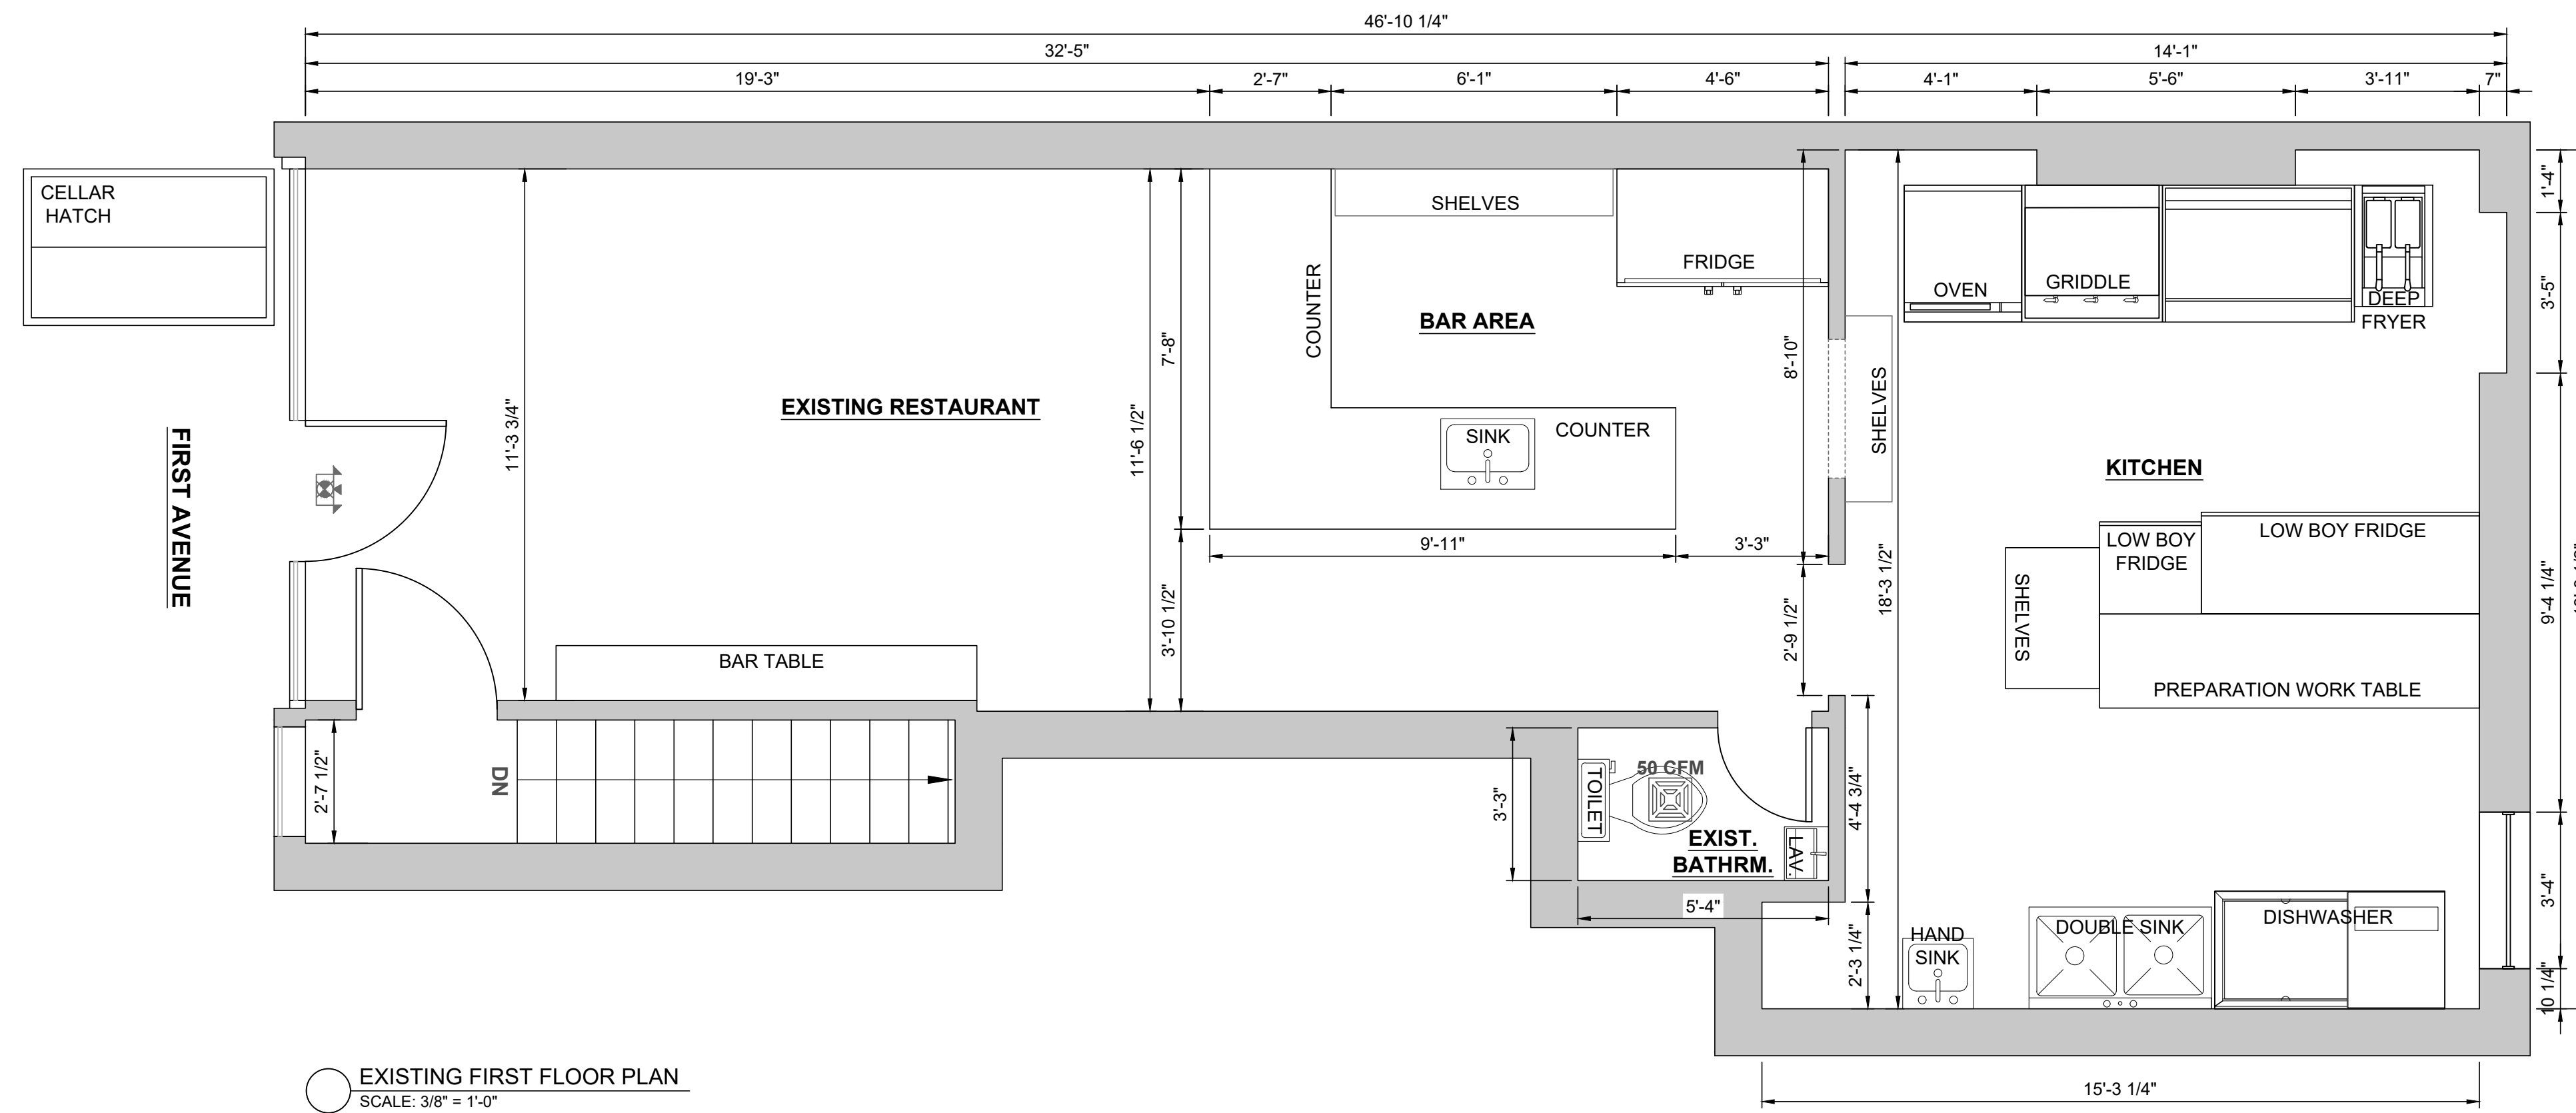 46'-10 1/4"
32'-5"
14'-1"
19'-3"
2'-7"
6'-1"
4'-6"
4'-1"
5'-6"
3'-11"
7"
CELLAR
HATCH
SHELVES
FRIDGE
COUNTER
BAR AREA
OVEN
GRIDDLE
DEEP
FRYER
1'-4"
3'-5"
7'-8"
8'-10"
EXISTING RESTAURANT
11'-3 3/4"
11'-6 1/2"
SINK
COUNTER
SHELVES
KITCHEN
FIRST AVENUE
9'-11"
3'-3"
LOW BOY
FRIDGE
LOW BOY FRIDGE
18'-3 1/2"
9'-4 1/4"
SHELVES
3'-10 1/2"
2'-9 1/2"
BAR TABLE
PREPARATION WORK TABLE
2'-7 1/2"
DN
3'-3"
TOILET
50 CFM
EXIST.
BATHRM.
LAV.
4'-4 3/4"
5'-4"
3'-4"
2'-3 1/4"
HAND
SINK
DOUBLE SINK
DISHWASHER
10 1/4"
EXISTING FIRST FLOOR PLAN
SCALE: 3/8" = 1'-0"
15'-3 1/4"